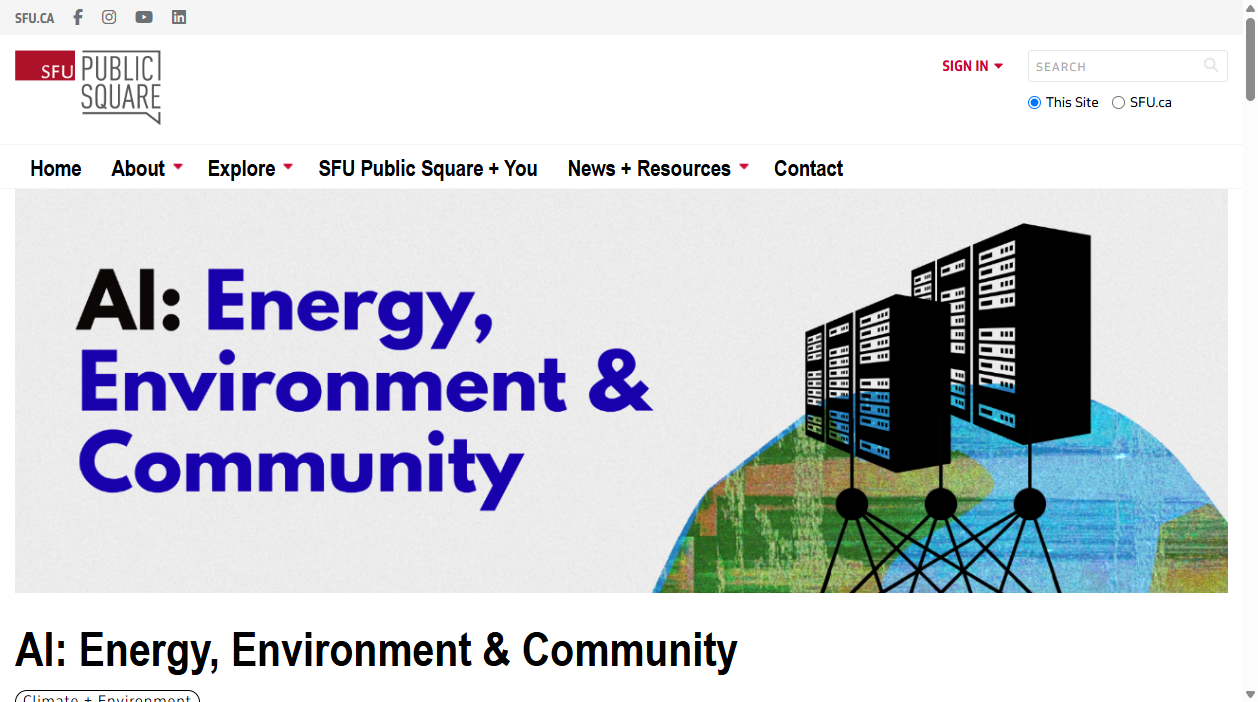 SFU.CA
SFU PUBLIC
SQUARE
SIGN IN
SEARCH
This Site SFU.ca
Home About Explore SFU Public Square + You News + Resources Contact
AI: Energy,
Environment &
Community
AI: Energy, Environment & Community
Climate + Environment